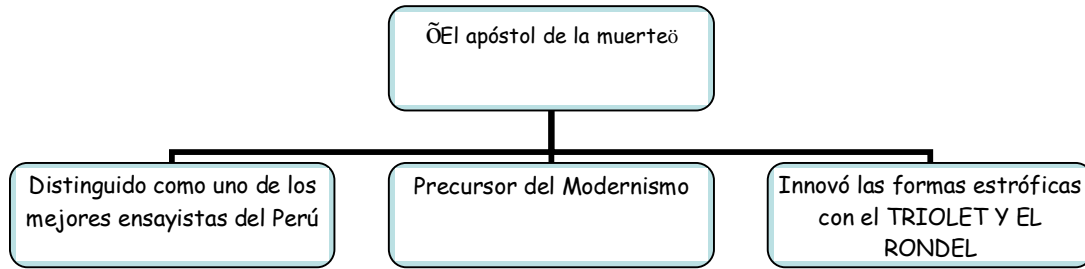 ÕEl apóstol de la muerteö
Distinguido como uno de los
mejores ensayistas del Perú
Precursor del Modernismo
Innovó las formas estróficas
con el TRIOLET Y EL
RONDEL